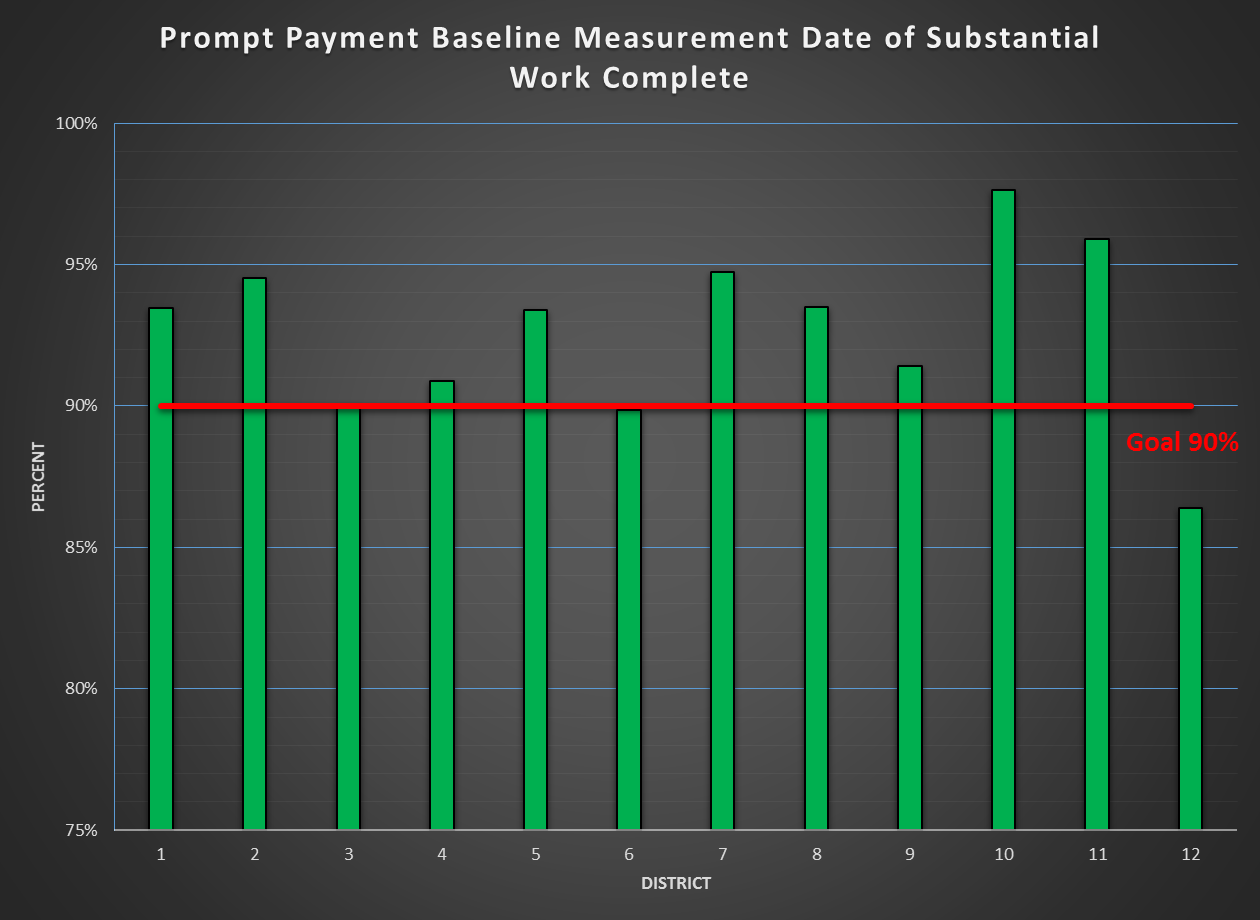 Prompt Payment Baseline Measurement Date of Substantial
Work Complete
100%
95%
90%
Goal 90%
85%
80%
75%
PERCENT
1 2 3 4 5 6 7 8 9 10 11 12
DISTRICT